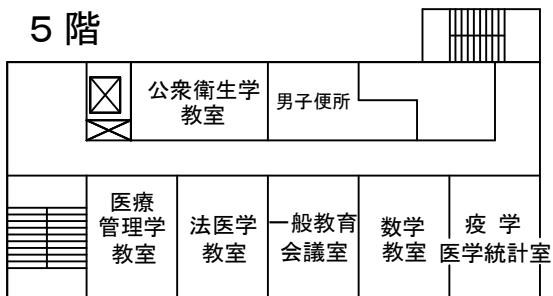 5 階
公衆衛生学
教室
男子便所
医療
管理学
教室
法医学
教室
一般教育
会議室
数学
教室
疫 学
医学統計室